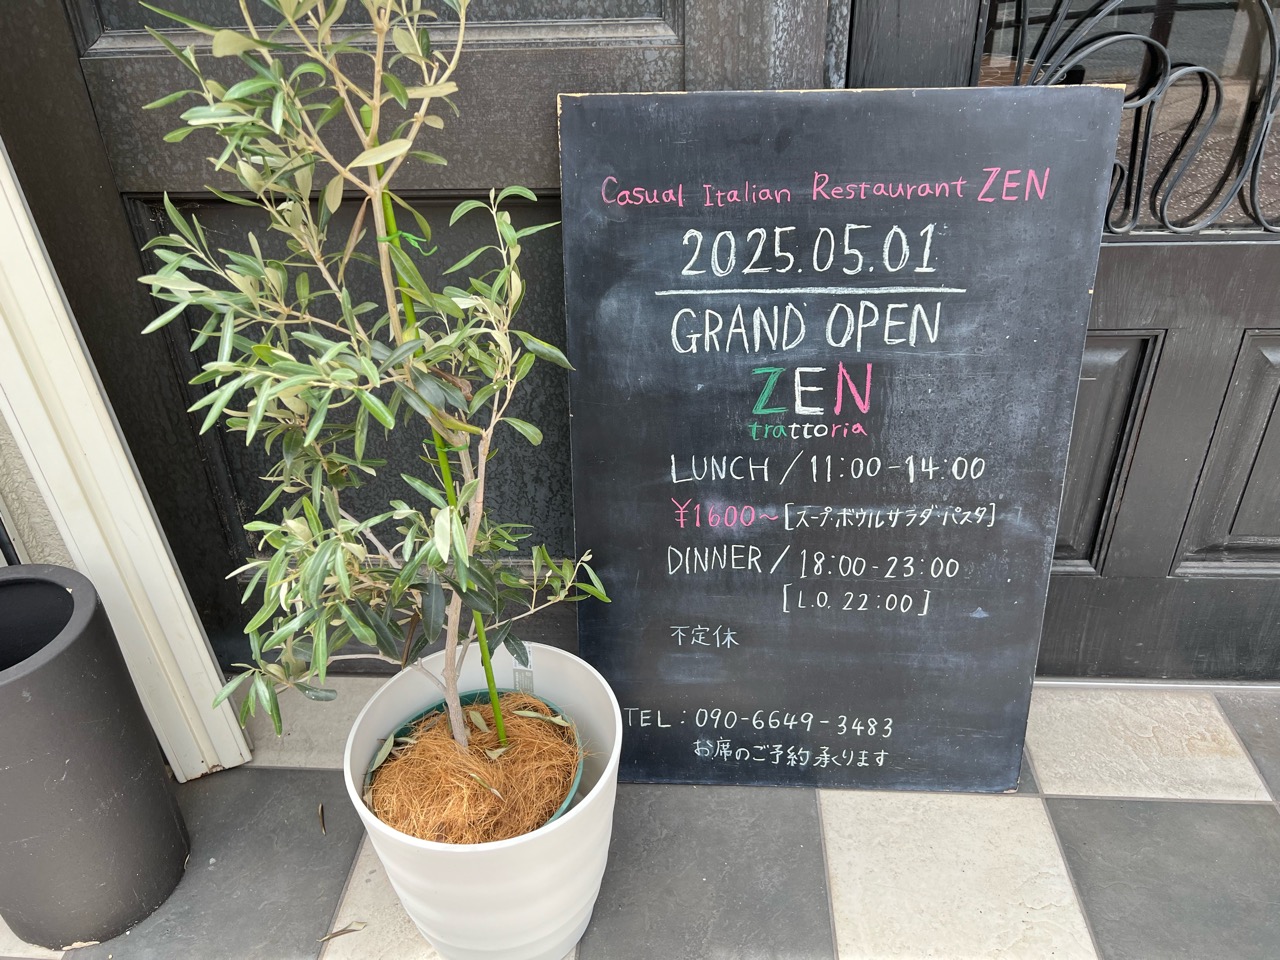 Casual Italian Restaurant ZEN
2025.05.01
GRAND OPEN
ZEN
trattoria
LUNCH/11:00-14:00
¥1600~[スープ・ボウルサラダ・パスタ]
DINNER/18:00-23:00
[L.O. 22:00]
不定休
TEL:090-6649-3483
お席のご予約承ります